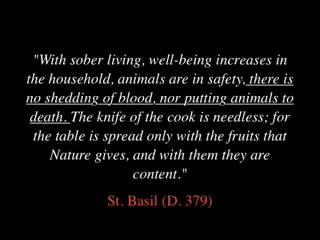 "With sober living, well-being increases in
the household, animals are in safety, there is
no shedding of blood, nor putting animals to
death. The knife of the cook is needless; for
the table is spread only with the fruits that
Nature gives, and with them they are
content."
St. Basil (D. 379)